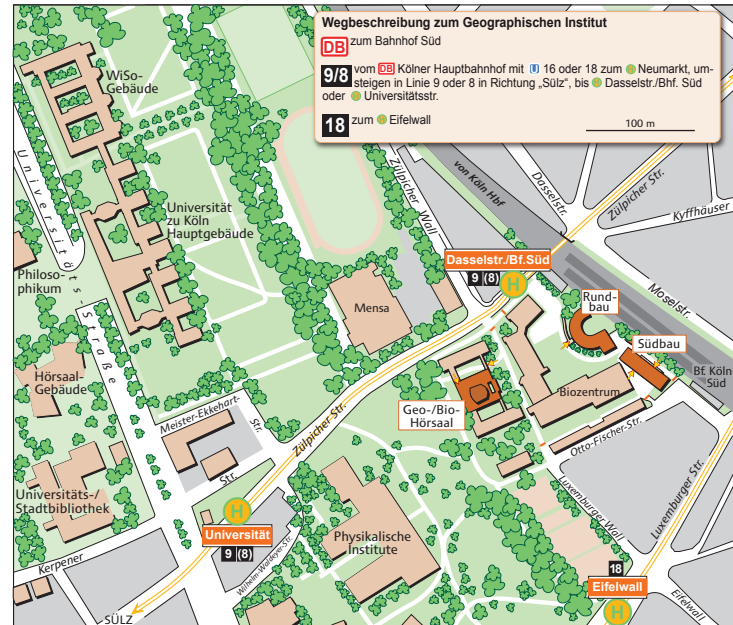 Wegbeschreibung zum Geographischen Institut
DB zum Bahnhof Süd
9/8 vom DB Kölner Hauptbahnhof mit U 16 oder 18 zum H Neumarkt, um-
steigen in Linie 9 oder 8 in Richtung „Sülz", bis H Dasselstr./Bhf. Süd
oder H Universitätsstr.
18 zum H Eifelwall
100 m
WiSo-
Gebäude
Universitäts-Straße
Universität
zu Köln
Hauptgebäude
Philoso-
phikum
Hörsaal-
Gebäude
Universitäts-/
Stadtbibliothek
Kerpener
Str.
Meister-Ekkehart-
Str.
Zülpicher Wall
von Köln Hbf
Dasselstr.
Zülpicher Str.
Kyffhäuser
Moselstr.
Dasselstr./Bf.Süd
9 (8)
H
Mensa
Rund-
bau
Südbau
Bf. Köln
Süd
Geo-/Bio-
Hörsaal
Biozentrum
Otto-Fischer-Str.
Zülpicher Str.
Luxemburger Wall
Luxemburger Str.
H
Universität
9 (8)
Physikalische
Institute
Wilhelm-Waldeyer-Str.
SÜLZ
18
Eifelwall
H
Eifelwall